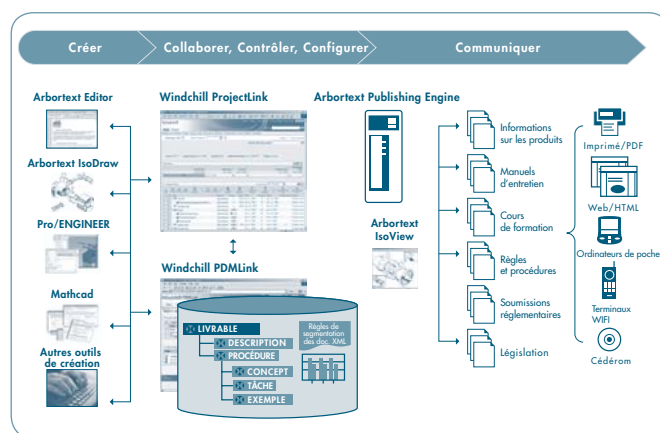 Créer
Collaborer, Contrôler, Configurer
Communiquer
Arbortext Editor
Arbortext IsoDraw
Pro/ENGINEER
Mathcad
Autres outils
de création
Windchill ProjectLink
Windchill PDMLink
LIVRABLE
DESCRIPTION
PROCÉDURE
CONCEPT
TÂCHE
EXEMPLE
Règles de
segmentation
des doc. XML
Arbortext Publishing Engine
Arbortext
IsoView
Informations
sur les produits
Manuels
d'entretien
Cours
de formation
Règles
et procédures
Soumissions
réglementaires
Législation
Imprimé/PDF
Web/HTML
Ordinateurs de poche
Terminaux
WIFI
Cédérom